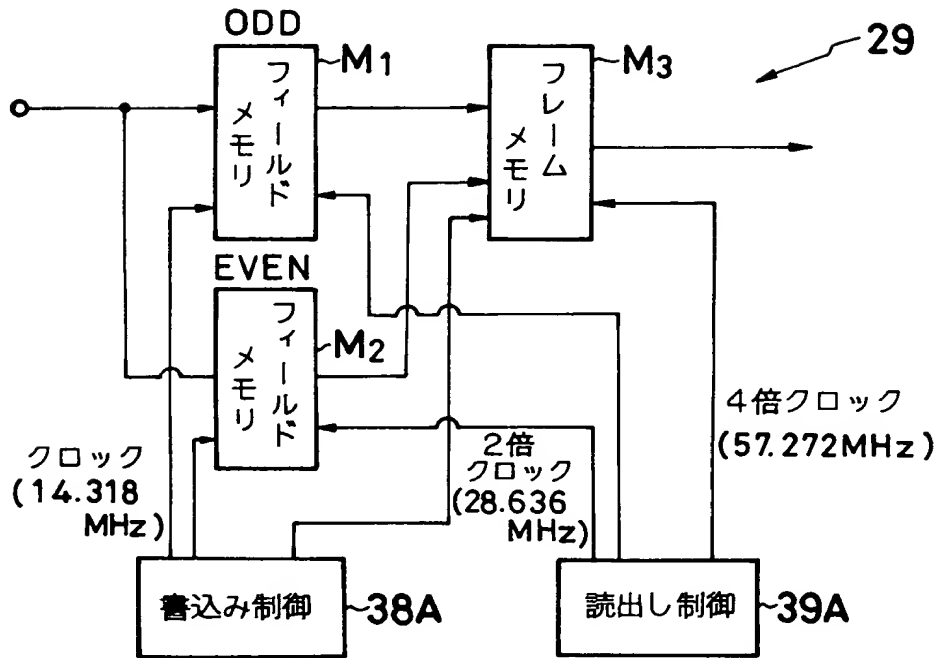 ODD
フィールド
メモリ
M1
フレーム
メモリ
M3
29
EVEN
フィールド
メモリ
M2
クロック
(14.318
MHz)
2倍
クロック
(28.636
MHz)
4倍クロック
(57.272MHz)
書込み制御
38A
読出し制御
39A